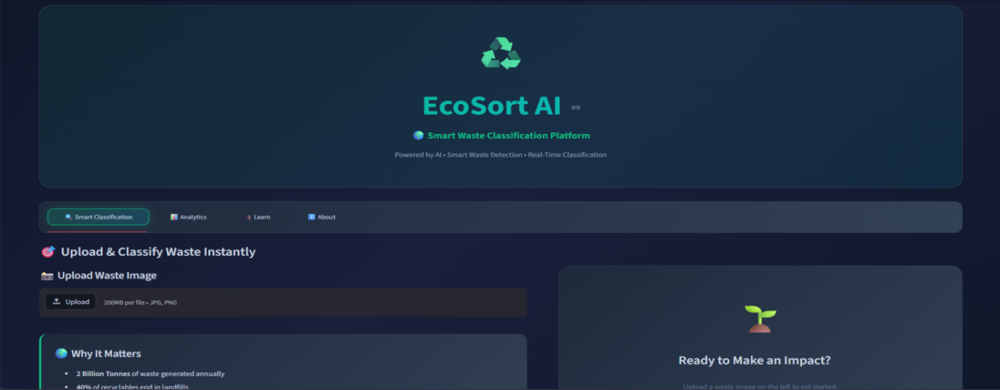 EcoSort AI
Smart Waste Classification Platform
Powered by AI • Smart Waste Detection • Real-Time Classification
Smart Classification
Analytics
Learn
About
Upload & Classify Waste Instantly
Upload Waste Image
Upload
200MB per file • JPG, PNG
Why It Matters
• 2 Billion Tonnes of waste generated annually
• 40% of recyclables end in landfills
Ready to Make an Impact?
Upload a waste image on the left to get started.